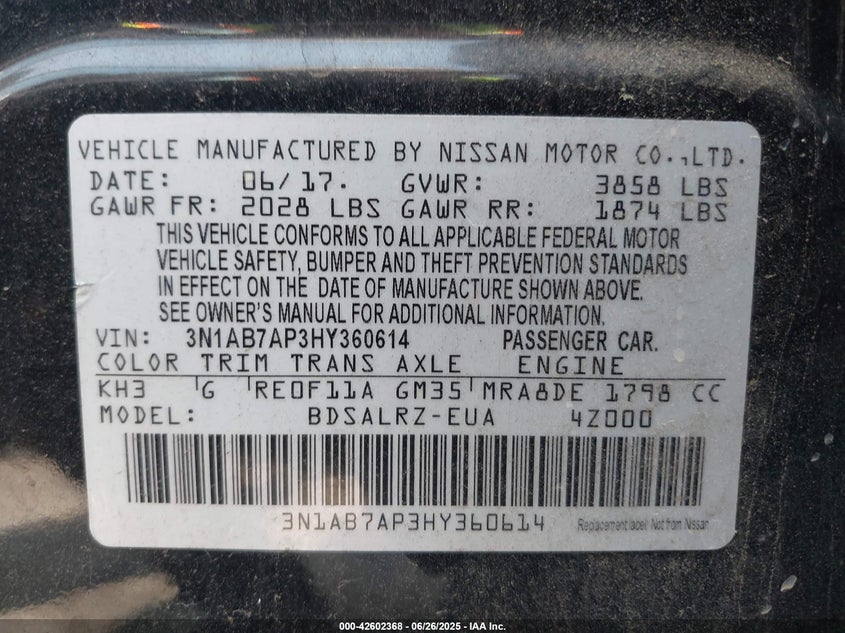 VEHICLE MANUFACTURED BY NISSAN MOTOR CO.,LTD.
DATE: 06/17. GVWR: 3858 LBS
GAWR FR: 2028 LBS GAWR RR: 1874 LBS
THIS VEHICLE CONFORMS TO ALL APPLICABLE FEDERAL MOTOR
VEHICLE SAFETY, BUMPER AND THEFT PREVENTION STANDARDS
IN EFFECT ON THE DATE OF MANUFACTURE SHOWN ABOVE.
SEE OWNER'S MANUAL FOR ADDITIONAL INFORMATION.
VIN: 3N1AB7AP3HY360614 PASSENGER CAR.
COLOR TRIM TRANS AXLE ENGINE
KH3 G RE0F11A GM35 MRA8DE 1798 CC
MODEL: BDSALRZ-EUA 4Z000
3N1AB7AP3HY360614 Replacement label. Not from Nissan
000-42602368 - 06/26/2025 - IAA Inc.